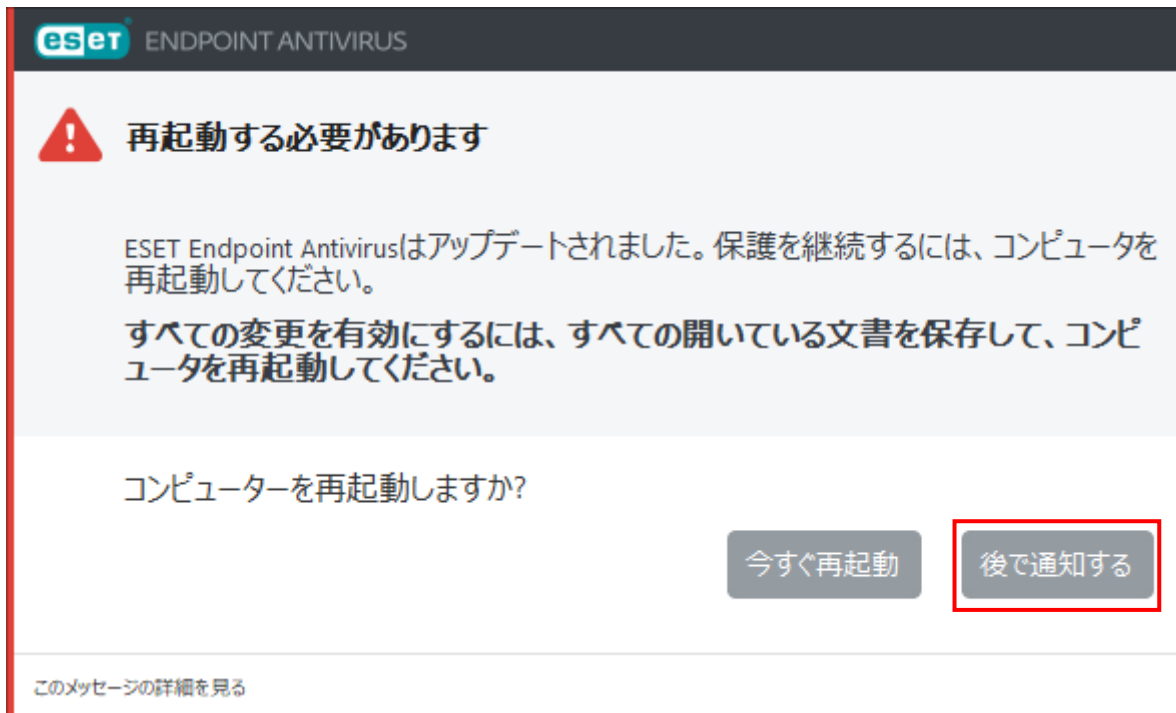 eset ENDPOINT ANTIVIRUS
再起動する必要があります
ESET Endpoint Antivirusはアップデートされました。保護を継続するには、コンピュータを
再起動してください。
すべての変更を有効にするには、すべての開いている文書を保存して、コンピ
ュータを再起動してください。
コンピューターを再起動しますか?
今すぐ再起動 後で通知する
このメッセージの詳細を見る